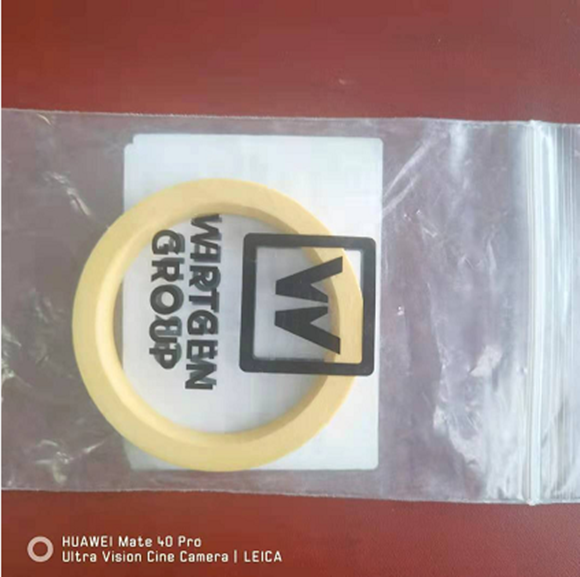 WIRTGEN
GROUP
W
HUAWEI Mate 40 Pro
Ultra Vision Cine Camera | LEICA